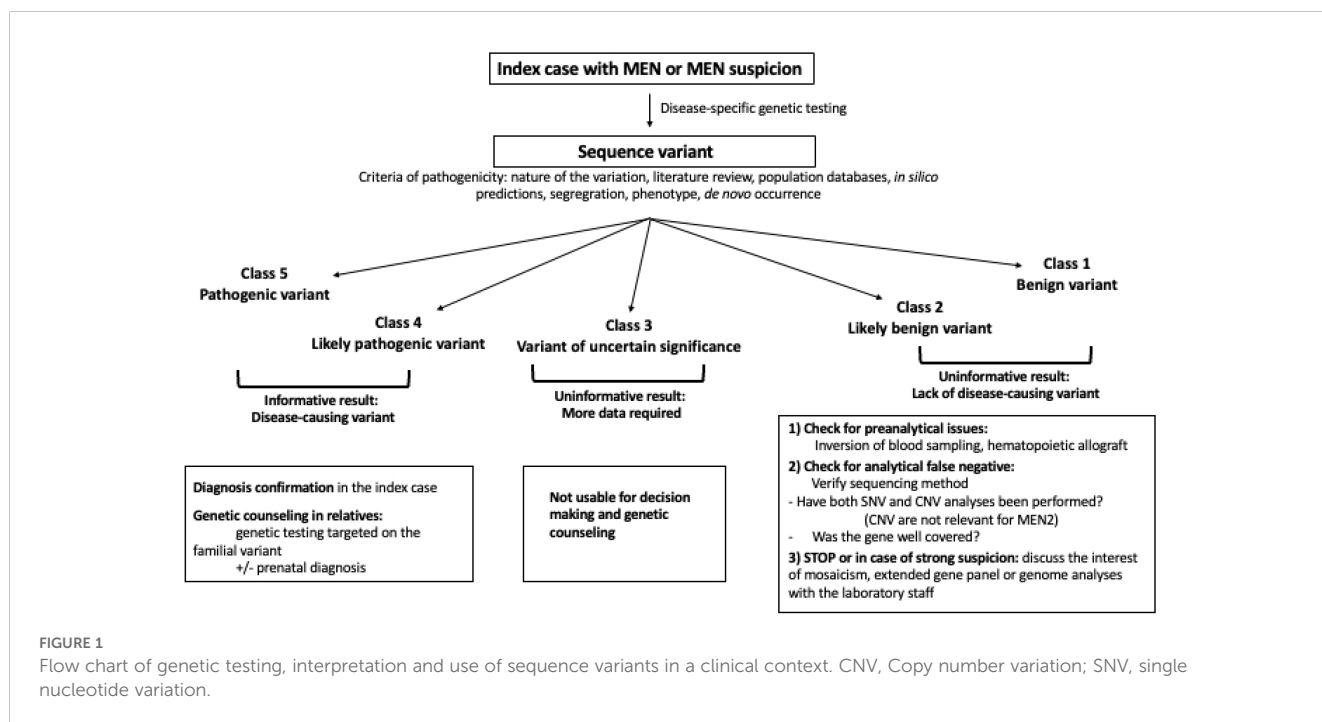 Index case with MEN or MEN suspicion
Disease-specific genetic testing
Sequence variant
Criteria of pathogenicity: nature of the variation, literature review, population databases, in silico
predictions, segregration, phenotype, de novo occurrence
Class 5
Pathogenic variant
Class 4
Likely pathogenic variant
Class 3
Variant of uncertain significance
Class 2
Likely benign variant
Class 1
Benign variant
Informative result:
Disease-causing variant
Uninformative result:
More data required
Uninformative result:
Lack of disease-causing variant
Diagnosis confirmation in the index case
Genetic counseling in relatives:
genetic testing targeted on the
familial variant
+/- prenatal diagnosis
Not usable for decision
making and genetic
counseling
1) Check for preanalytical issues:
Inversion of blood sampling, hematopoietic allograft
2) Check for analytical false negative:
Verify sequencing method
- Have both SNV and CNV analyses been performed?
(CNV are not relevant for MEN2)
- Was the gene well covered?
3) STOP or in case of strong suspicion: discuss the interest
of mosaicism, extended gene panel or genome analyses
with the laboratory staff
FIGURE 1
Flow chart of genetic testing, interpretation and use of sequence variants in a clinical context. CNV, Copy number variation; SNV, single
nucleotide variation.